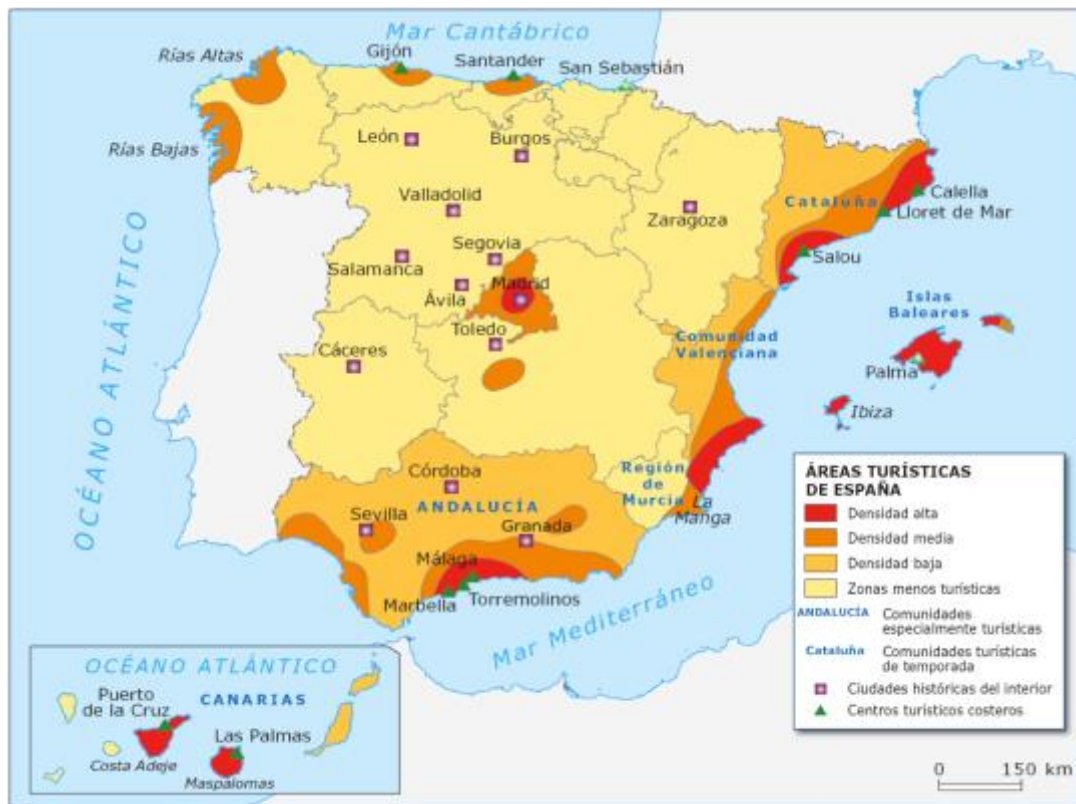 Mar Cantábrico
Rías Altas
Gijón
Santander
San Sebastián
Rías Bajas
León
Burgos
Valladolid
Zaragoza
Cataluña
Calella
Lloret de Mar
Salou
Segovia
Salamanca
Ávila
Madrid
Toledo
Cáceres
Comunidad
Valenciana
Islas
Baleares
Palma
Ibiza
OCÉANO ATLÁNTICO
Córdoba
ANDALUCÍA
Sevilla
Granada
Málaga
Marbella
Torremolinos
Región
de
Murcia
La
Manga
Mar Mediterráneo
ÁREAS TURÍSTICAS
DE ESPAÑA
Densidad alta
Densidad media
Densidad baja
Zonas menos turísticas
ANDALUCÍA Comunidades
especialmente turísticas
Cataluña Comunidades turísticas
de temporada
Ciudades históricas del interior
Centros turísticos costeros
OCÉANO ATLÁNTICO
Puerto
de la Cruz
CANARIAS
Las Palmas
Costa Adeje
Maspalomas
0 150 km